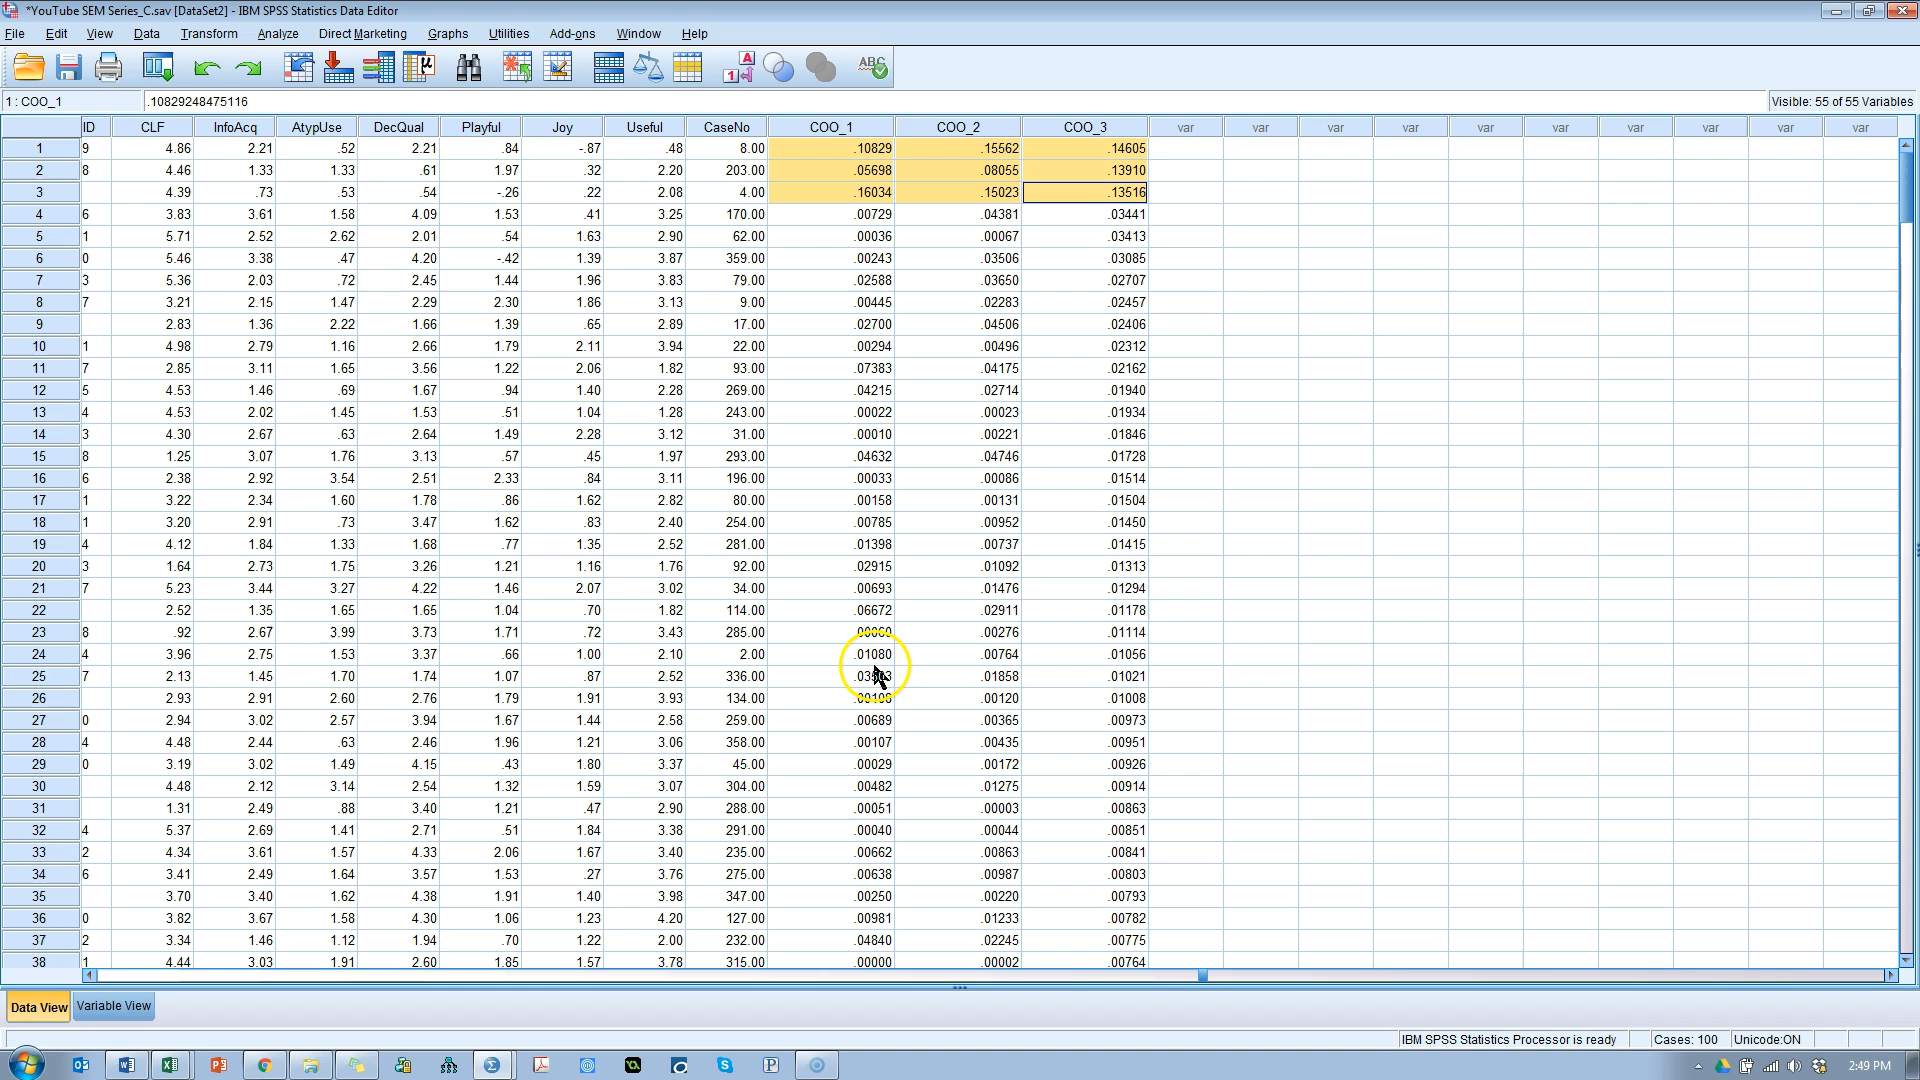 *YouTube SEM Series_C.sav [DataSet2] - IBM SPSS Statistics Data Editor
File Edit View Data Transform Analyze Direct Marketing Graphs Utilities Add-ons Window Help
1 : COO_1 .10829248475116 Visible: 55 of 55 Variables
ID CLF InfoAcq AtypUse DecQual Playful Joy Useful CaseNo COO_1 COO_2 COO_3 var var var var var var var var var var
1 9 4.86 2.21 .52 2.21 .84 -.87 .48 8.00 .10829 .15562 .14605
2 8 4.46 1.33 1.33 .61 1.97 .32 2.20 203.00 .05698 .08055 .13910
3 4.39 .73 .53 .54 -.26 .22 2.08 4.00 .16034 .15023 .13516
4 6 3.83 3.61 1.58 4.09 1.53 .41 3.25 170.00 .00729 .04381 .03441
5 1 5.71 2.52 2.62 2.01 .54 1.63 2.90 62.00 .00036 .00067 .03413
6 0 5.46 3.38 .47 4.20 -.42 1.39 3.87 359.00 .00243 .03506 .03085
7 3 5.36 2.03 .72 2.45 1.44 1.96 3.83 79.00 .02588 .03650 .02707
8 7 3.21 2.15 1.47 2.29 2.30 1.86 3.13 9.00 .00445 .02283 .02457
9 2.83 1.36 2.22 1.66 1.39 .65 2.89 17.00 .02700 .04506 .02406
10 1 4.98 2.79 1.16 2.66 1.79 2.11 3.94 22.00 .00294 .00496 .02312
11 7 2.85 3.11 1.65 3.56 1.22 2.06 1.82 93.00 .07383 .04175 .02162
12 5 4.53 1.46 .69 1.67 .94 1.40 2.28 269.00 .04215 .02714 .01940
13 4 4.53 2.02 1.45 1.53 .51 1.04 1.28 243.00 .00022 .00023 .01934
14 3 4.30 2.67 .63 2.64 1.49 2.28 3.12 31.00 .00010 .00221 .01846
15 8 1.25 3.07 1.76 3.13 .57 .45 1.97 293.00 .04632 .04746 .01728
16 6 2.38 2.92 3.54 2.51 2.33 .84 3.11 196.00 .00033 .00086 .01514
17 1 3.22 2.34 1.60 1.78 .86 1.62 2.82 80.00 .00158 .00131 .01504
18 1 3.20 2.91 .73 3.47 1.62 .83 2.40 254.00 .00785 .00952 .01450
19 4 4.12 1.84 1.33 1.68 .77 1.35 2.52 281.00 .01398 .00737 .01415
20 3 1.64 2.73 1.75 3.26 1.21 1.16 1.76 92.00 .02915 .01092 .01313
21 7 5.23 3.44 3.27 4.22 1.46 2.07 3.02 34.00 .00693 .01476 .01294
22 2.52 1.35 1.65 1.65 1.04 .70 1.82 114.00 .06672 .02911 .01178
23 8 .92 2.67 3.99 3.73 1.71 .72 3.43 285.00 .00276 .01114
24 4 3.96 2.75 1.53 3.37 .66 1.00 2.10 2.00 .01080 .00764 .01056
25 7 2.13 1.45 1.70 1.74 1.07 .87 2.52 336.00 .01858 .01021
26 2.93 2.91 2.60 2.76 1.79 1.91 3.93 134.00 .00120 .01008
27 0 2.94 3.02 2.57 3.94 1.67 1.44 2.58 259.00 .00689 .00365 .00973
28 4 4.48 2.44 .63 2.46 1.96 1.21 3.06 358.00 .00107 .00435 .00951
29 0 3.19 3.02 1.49 4.15 .43 1.80 3.37 45.00 .00029 .00172 .00926
30 4.48 2.12 3.14 2.54 1.32 1.59 3.07 304.00 .00482 .01275 .00914
31 1.31 2.49 .88 3.40 1.21 .47 2.90 288.00 .00051 .00003 .00863
32 4 5.37 2.69 1.41 2.71 .51 1.84 3.38 291.00 .00040 .00044 .00851
33 2 4.34 3.61 1.57 4.33 2.06 1.67 3.40 235.00 .00662 .00863 .00841
34 6 3.41 2.49 1.64 3.57 1.53 .27 3.76 275.00 .00638 .00987 .00803
35 3.70 3.40 1.62 4.38 1.91 1.40 3.98 347.00 .00250 .00220 .00793
36 0 3.82 3.67 1.58 4.30 1.06 1.23 4.20 127.00 .00981 .01233 .00782
37 2 3.34 1.46 1.12 1.94 .70 1.22 2.00 232.00 .04840 .02245 .00775
38 1 4.44 3.03 1.91 2.60 1.85 1.57 3.78 315.00 .00000 .00002 .00764
Data View Variable View
IBM SPSS Statistics Processor is ready Cases: 100 Unicode:ON
2:49 PM